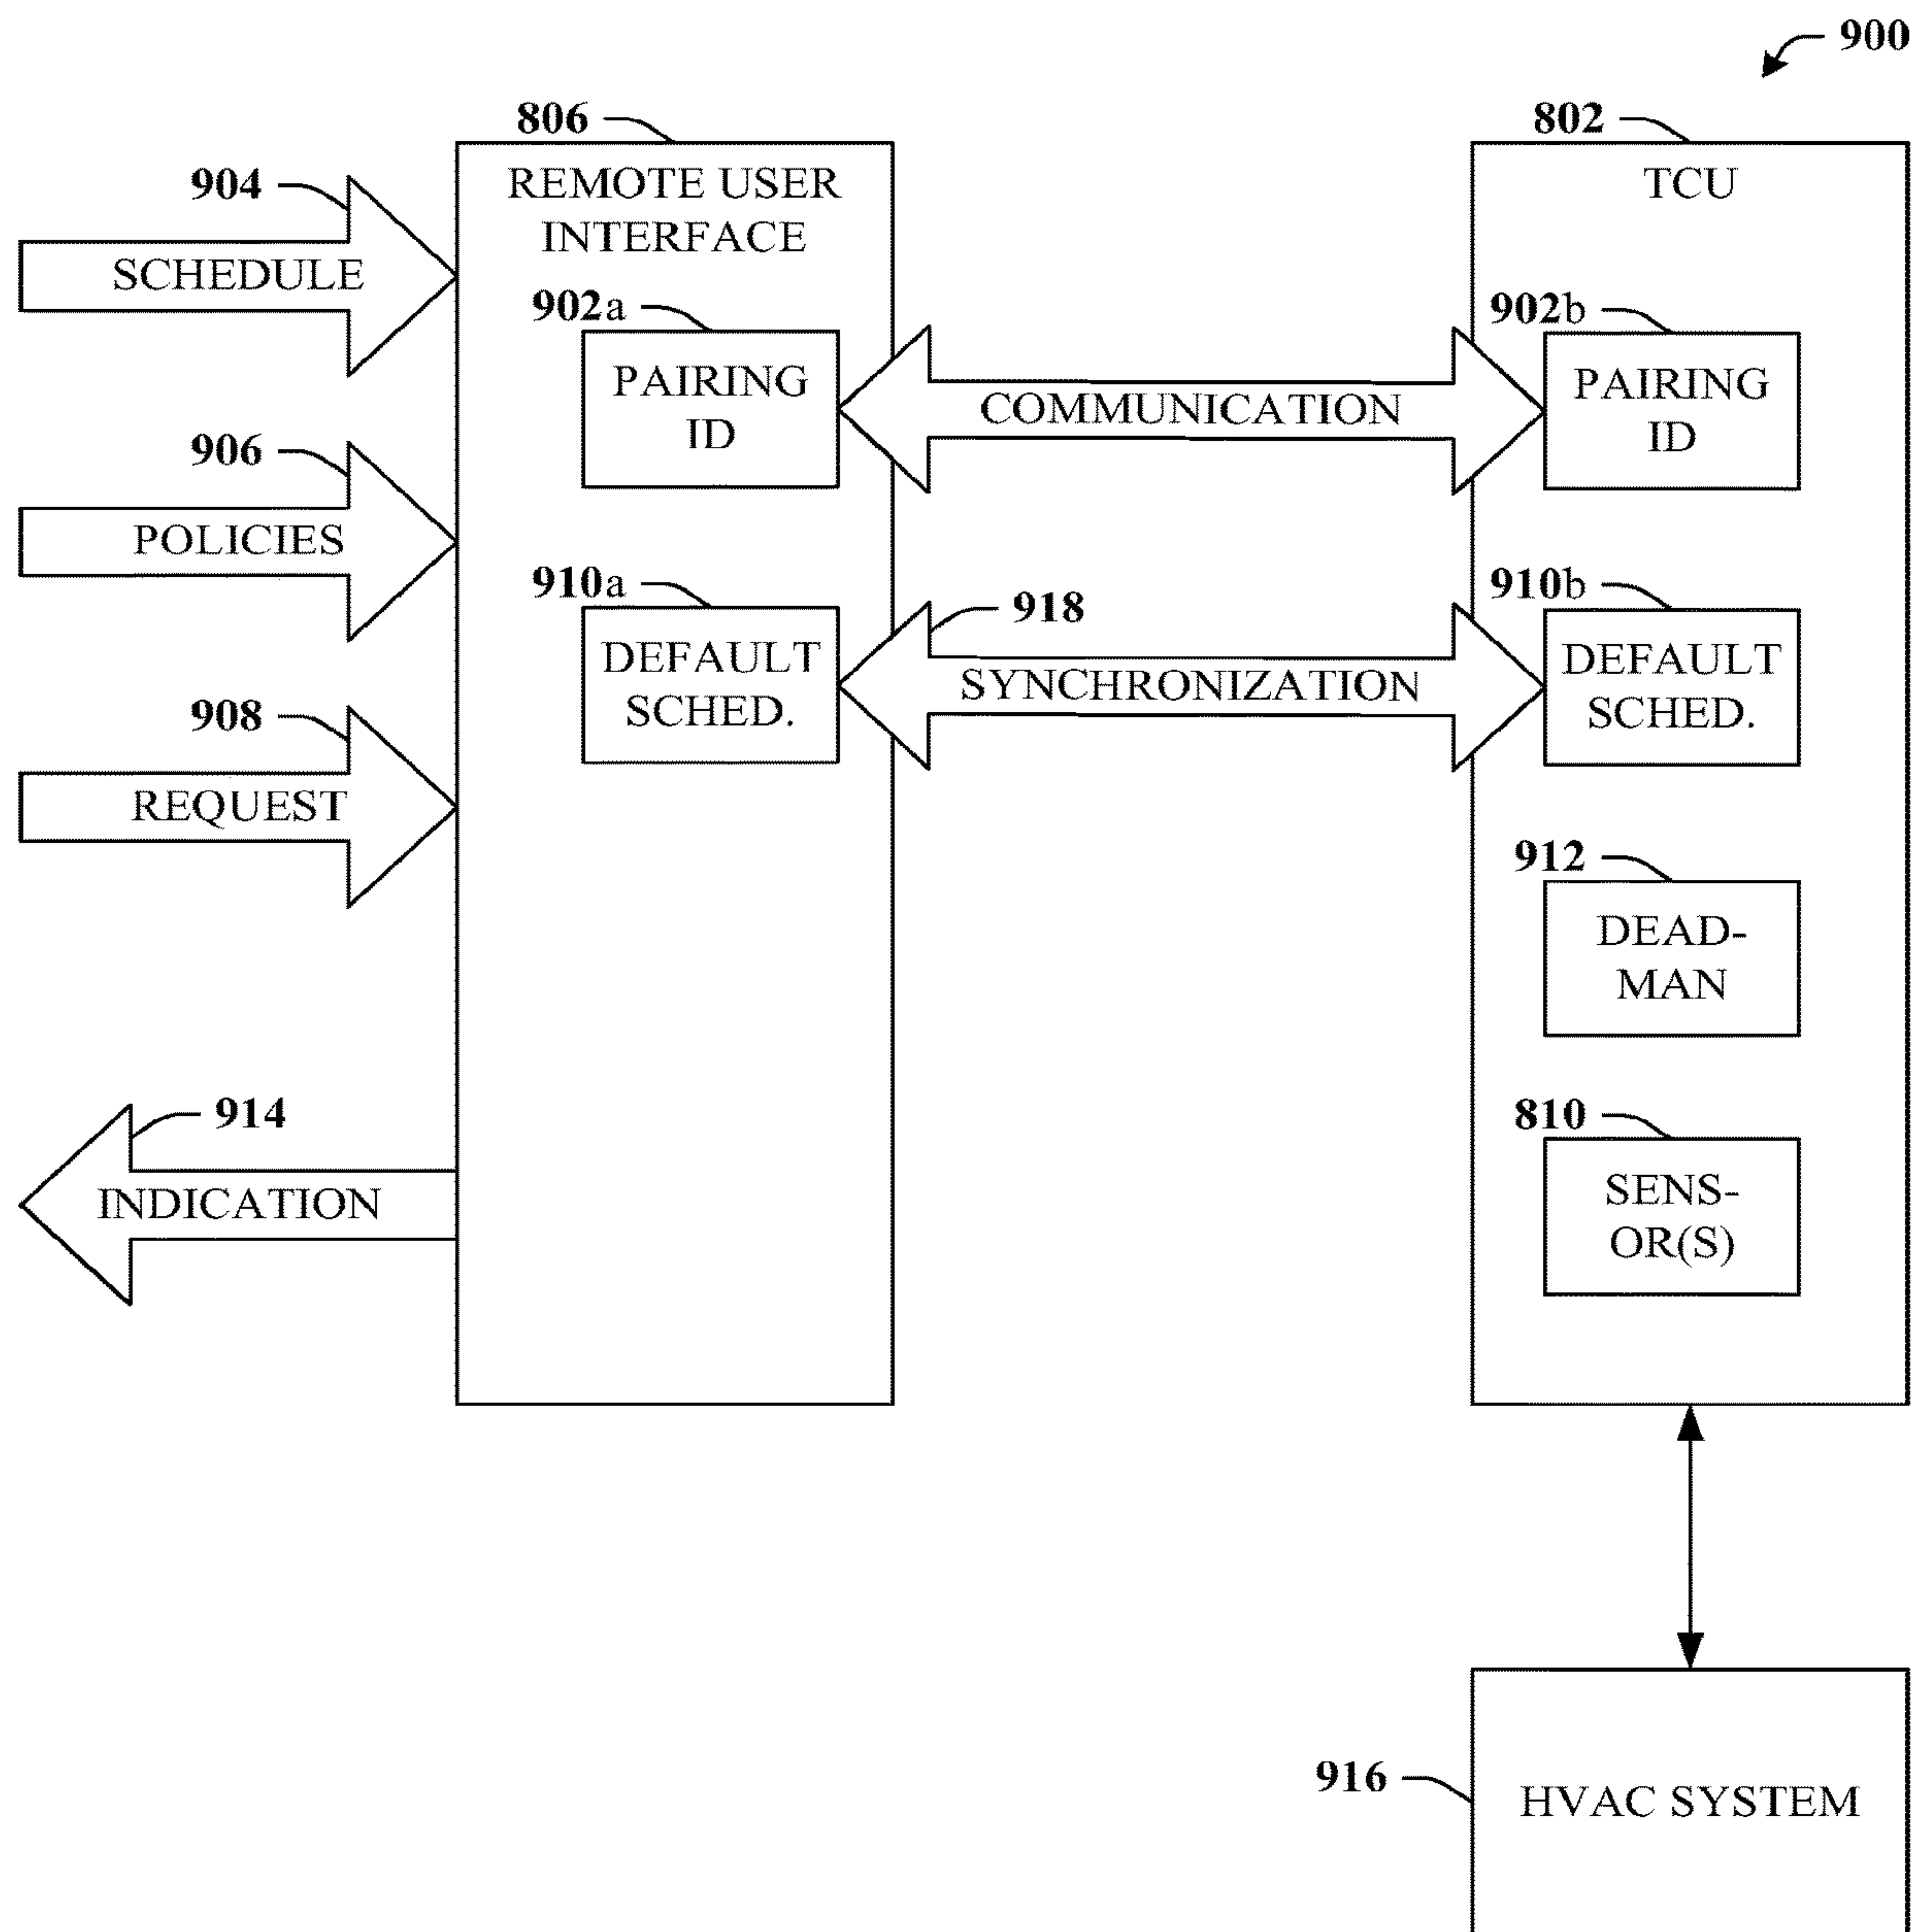 900
806
802
904
REMOTE USER
INTERFACE
TCU
SCHEDULE
902a
902b
PAIRING
ID
COMMUNICATION
PAIRING
ID
906
POLICIES
910a
918
910b
DEFAULT
SCHED.
SYNCHRONIZATION
DEFAULT
SCHED.
908
REQUEST
912
DEAD-
MAN
914
INDICATION
810
SENS-
OR(S)
916
HVAC SYSTEM